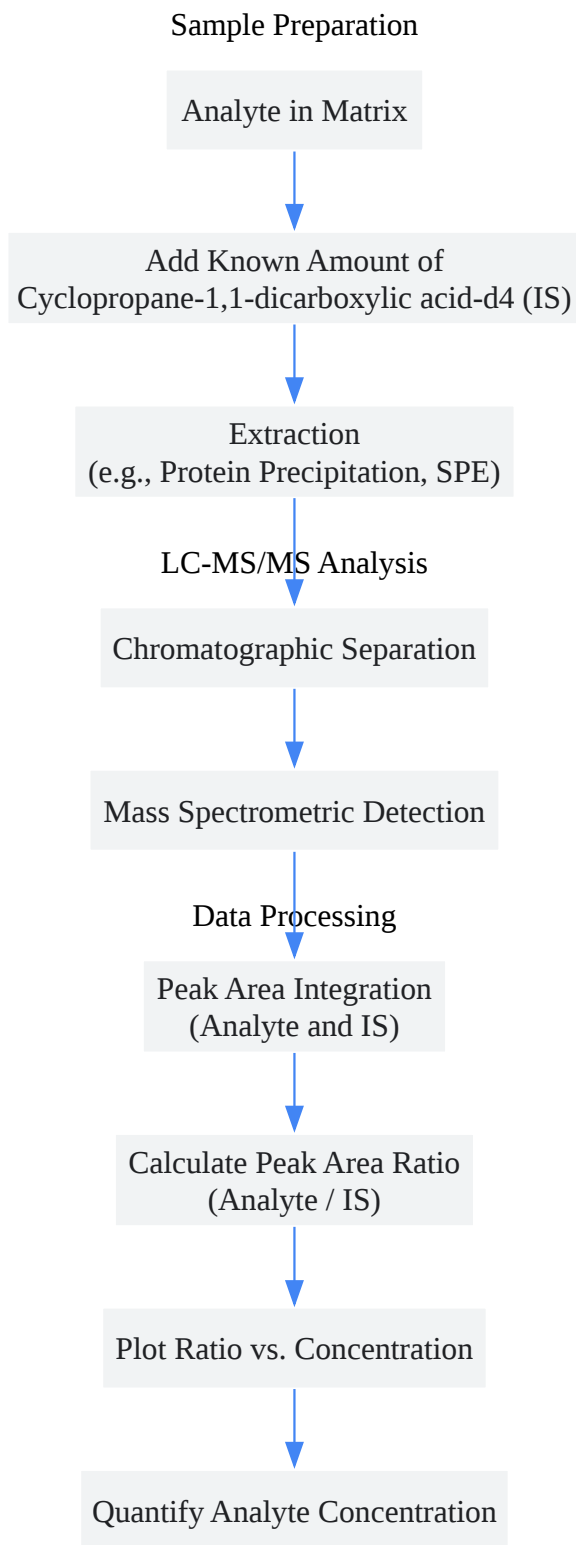 Sample Preparation
Analyte in Matrix
Add Known Amount of
Cyclopropane-1,1-dicarboxylic acid-d4 (IS)
Extraction
(e.g., Protein Precipitation, SPE)
LC-MS/MS Analysis
Chromatographic Separation
Mass Spectrometric Detection
Data Processing
Peak Area Integration
(Analyte and IS)
Calculate Peak Area Ratio
(Analyte / IS)
Plot Ratio vs. Concentration
Quantify Analyte Concentration